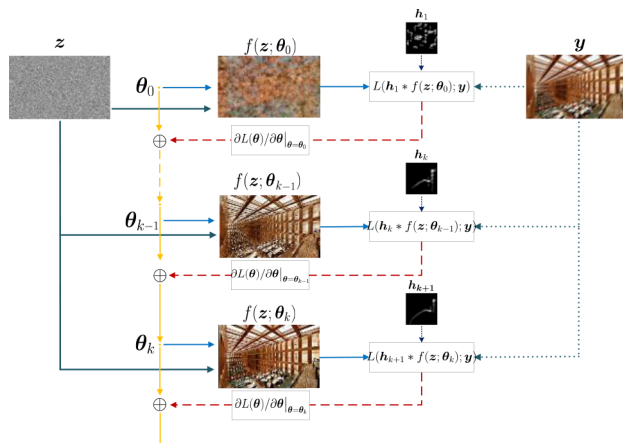 h₁
z
f(z; θ₀)
y
θ₀
L(h₁ * f(z; θ₀); y)
⊕
∂L(θ)/∂θ|θ=θ₀
hₖ
f(z; θₖ₋₁)
θₖ₋₁
L(hₖ * f(z; θₖ₋₁); y)
⊕
∂L(θ)/∂θ|θ=θₖ₋₁
hₖ₊₁
f(z; θₖ)
θₖ
L(hₖ₊₁ * f(z; θₖ); y)
⊕
∂L(θ)/∂θ|θ=θₖ